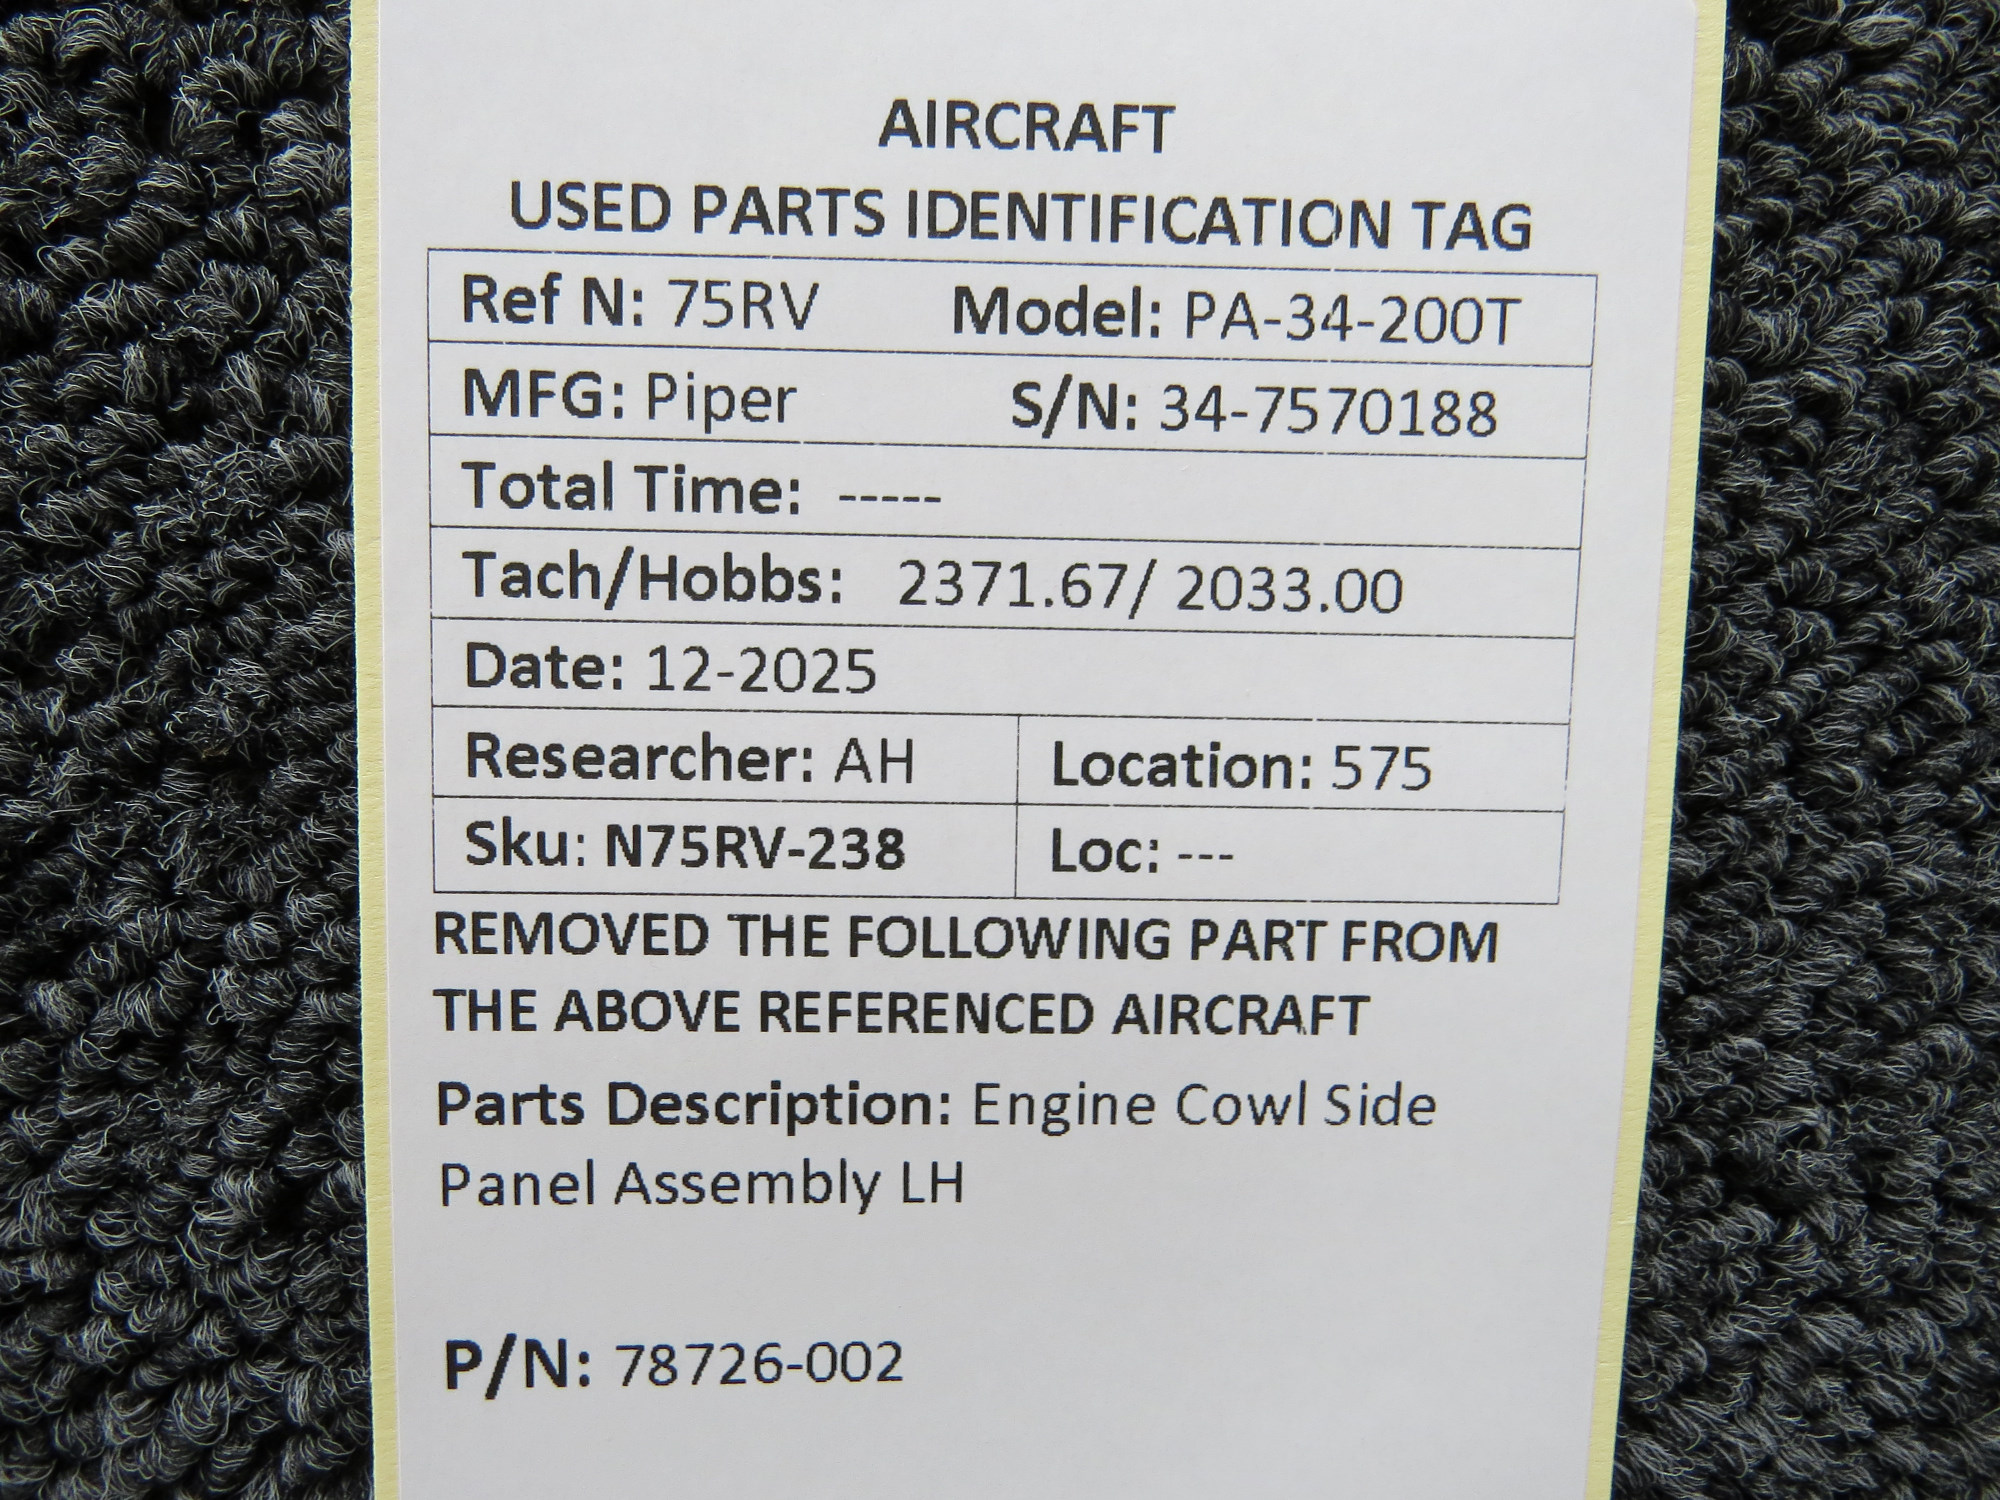 AIRCRAFT
USED PARTS IDENTIFICATION TAG
Ref N: 75RV Model: PA-34-200T
MFG: Piper S/N: 34-7570188
Total Time: -----
Tach/Hobbs: 2371.67/ 2033.00
Date: 12-2025
Researcher: AH Location: 575
Sku: N75RV-238 Loc: ---
REMOVED THE FOLLOWING PART FROM
THE ABOVE REFERENCED AIRCRAFT
Parts Description: Engine Cowl Side
Panel Assembly LH
P/N: 78726-002